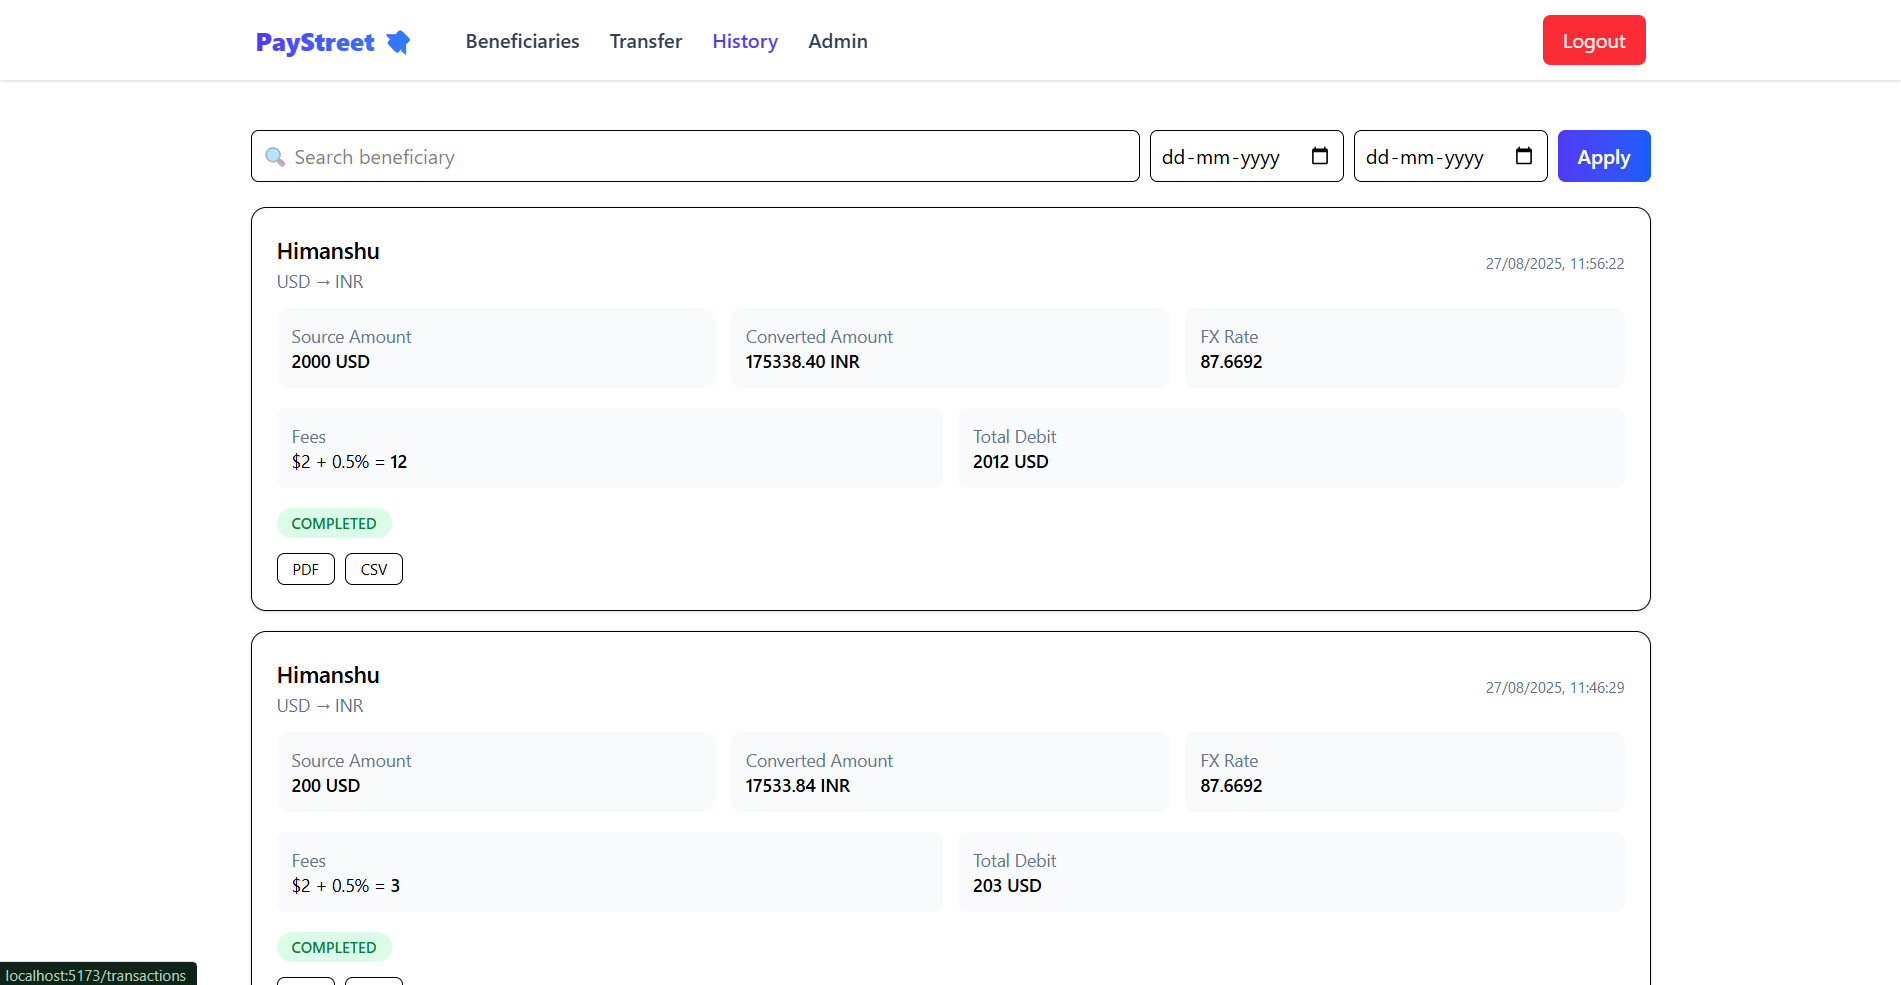 PayStreet
Beneficiaries
Transfer
History
Admin
Logout
Search beneficiary
dd-mm-yyyy
dd-mm-yyyy
Apply
Himanshu
USD → INR
27/08/2025, 11:56:22
Source Amount
2000 USD
Converted Amount
175338.40 INR
FX Rate
87.6692
Fees
$2 + 0.5% = 12
Total Debit
2012 USD
COMPLETED
PDF
CSV
Himanshu
USD → INR
27/08/2025, 11:46:29
Source Amount
200 USD
Converted Amount
17533.84 INR
FX Rate
87.6692
Fees
$2 + 0.5% = 3
Total Debit
203 USD
COMPLETED
localhost:5173/transactions